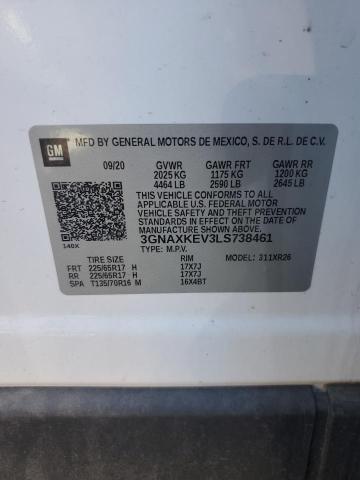 GM
MFD BY GENERAL MOTORS DE MEXICO, S. DE R.L. DE C.V.
09/20 GVWR GAWR FRT GAWR RR
2025 KG 1175 KG 1200 KG
4464 LB 2590 LB 2645 LB
THIS VEHICLE CONFORMS TO ALL APPLICABLE
U.S. FEDERAL MOTOR VEHICLE SAFETY, BUMPER, AND
THEFT PREVENTION STANDARDS IN EFFECT ON THE DATE
OF MANUFACTURE SHOWN ABOVE.
3GNAXKEV3LS738461
140X
TYPE: M.P.V. MODEL: 311XR26
TIRE SIZE RIM
FRT 225/65R17 H 17X7J
RR 225/65R17 H 17X7J
SPA T135/70R16 M 16X4BT